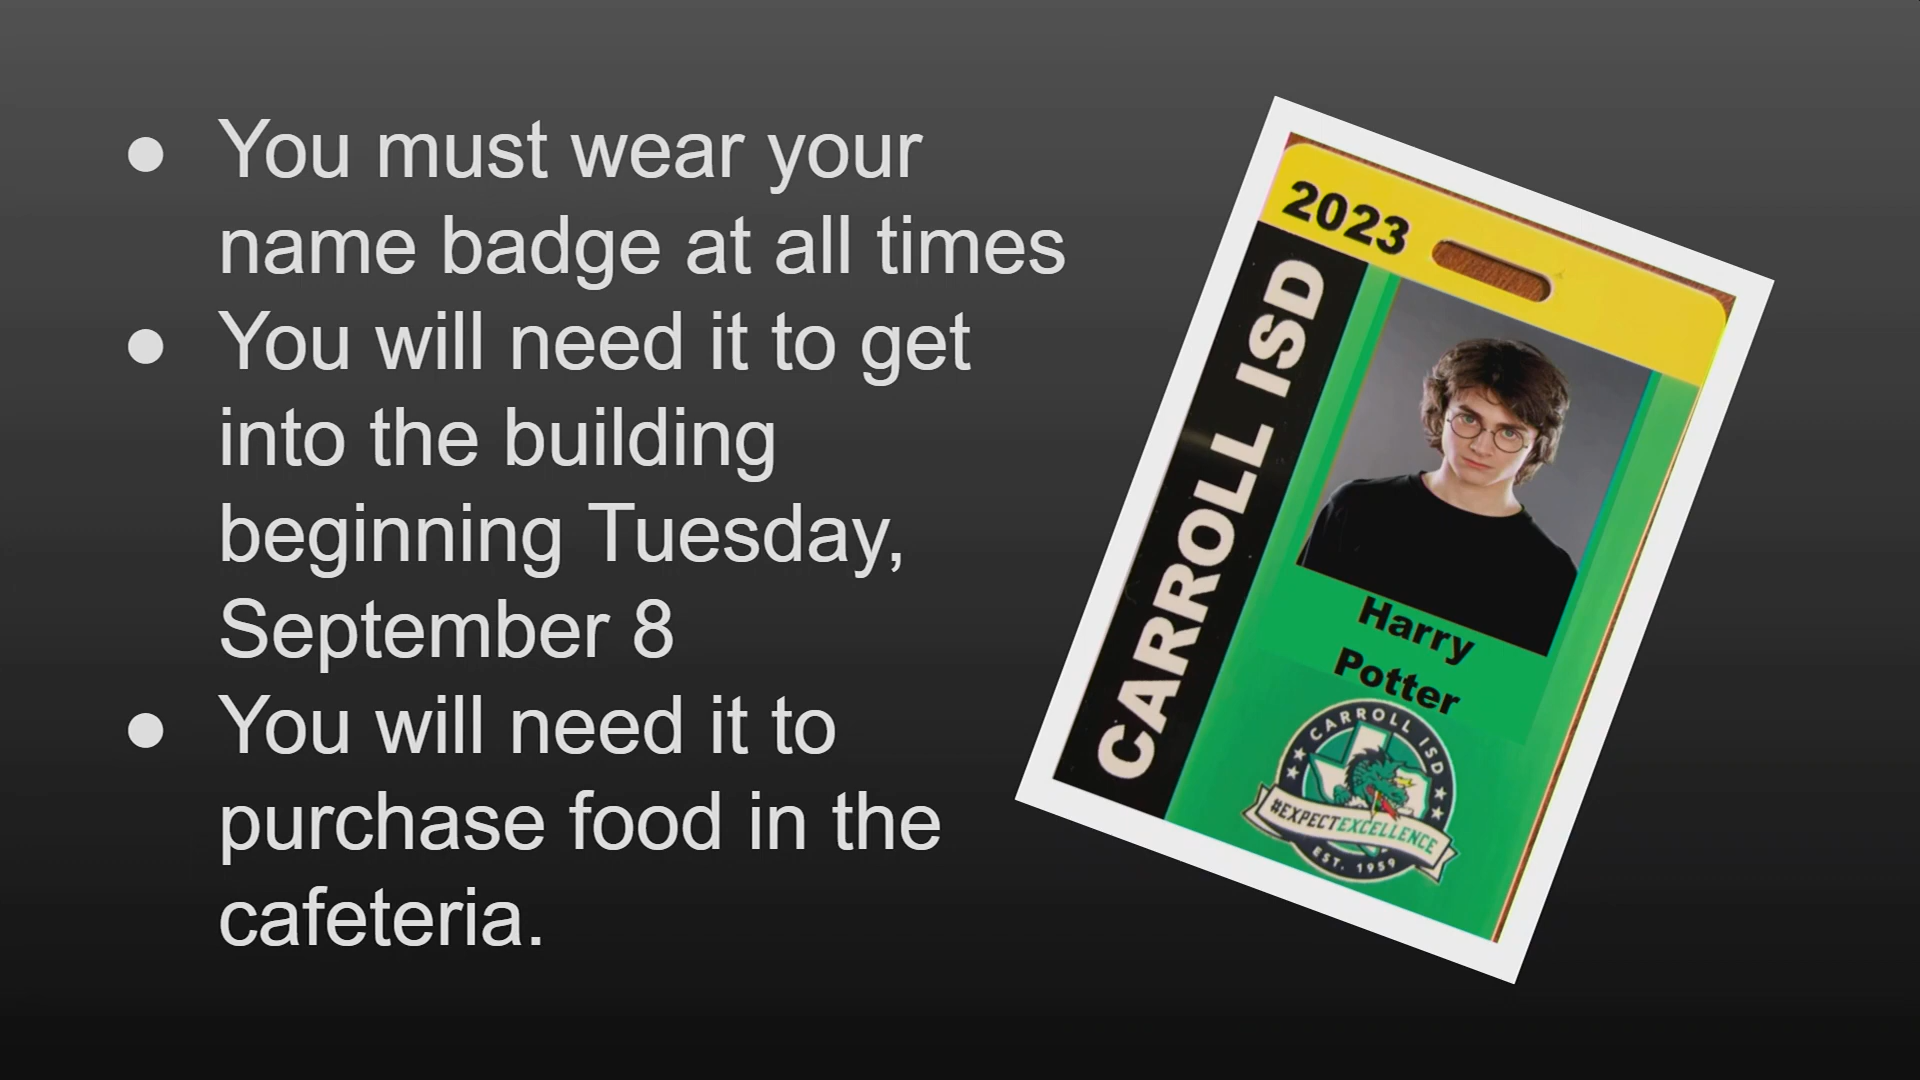 ● You must wear your
name badge at all times
● You will need it to get
into the building
beginning Tuesday,
September 8
● You will need it to
purchase food in the
cafeteria.
2023
CARROLL ISD
Harry
Potter
CARROLL ISD
#EXPECTEXCELLENCE
EST. 1959